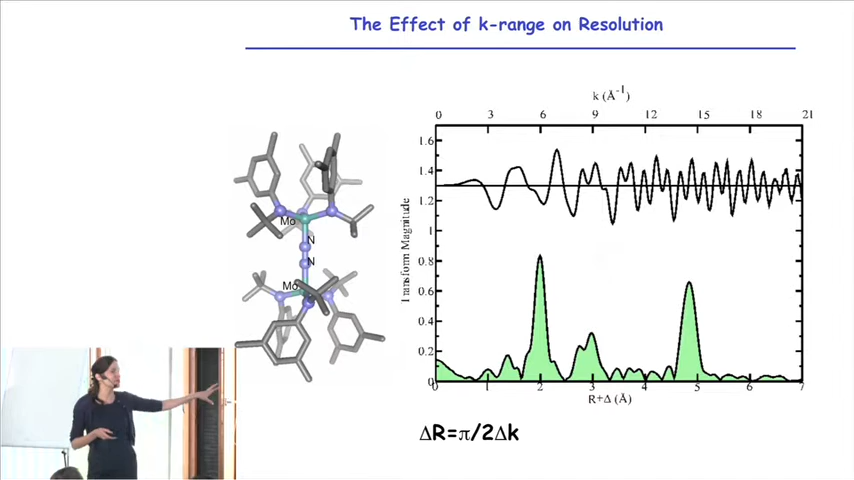 The Effect of k-range on Resolution
k (Å⁻¹)
0 3 6 9 12 15 18 21
1.6
1.4
1.2
1
0.8
0.6
0.4
0.2
0
Transform Magnitude
0 1 2 3 4 5 6 7
R+Δ (Å)
Mo
N
N
Mo
ΔR=π/2Δk